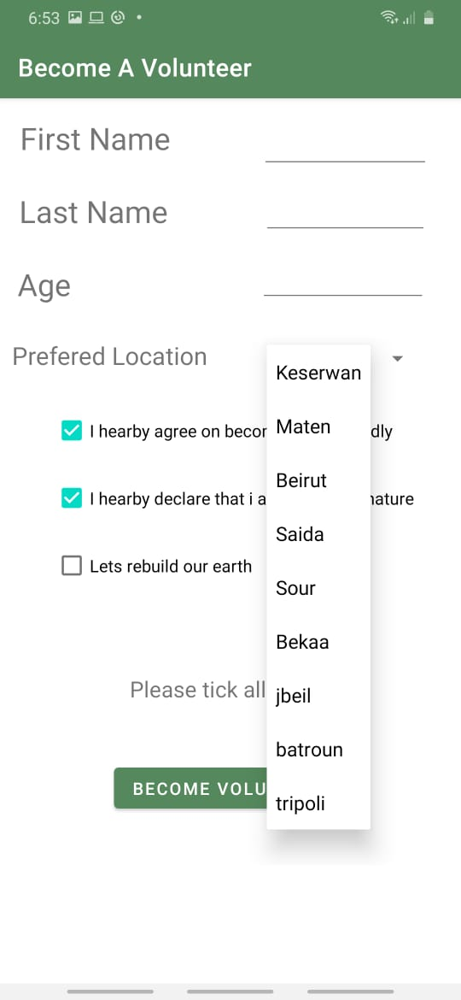 6:53
Become A Volunteer
First Name
Last Name
Age
Prefered Location
Keserwan
Maten
Beirut
Saida
Sour
Bekaa
jbeil
batroun
tripoli
I hearby agree on becor dly
I hearby declare that i a ature
Lets rebuild our earth
Please tick all
BECOME VOLU